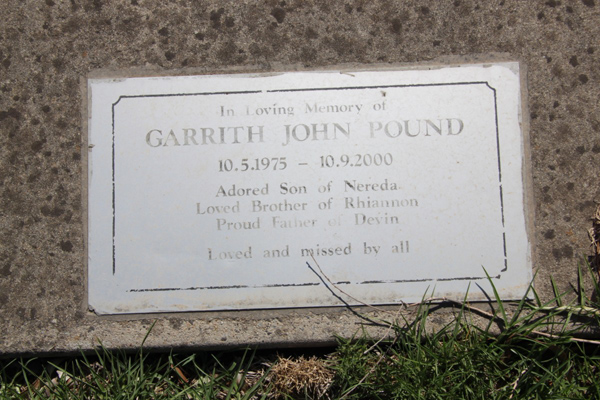 In Loving Memory of
GARRITH JOHN POUND
10.5.1975 - 10.9.2000
Adored Son of Nereda
Loved Brother of Rhiannon
Proud Father of Devin
Loved and missed by all